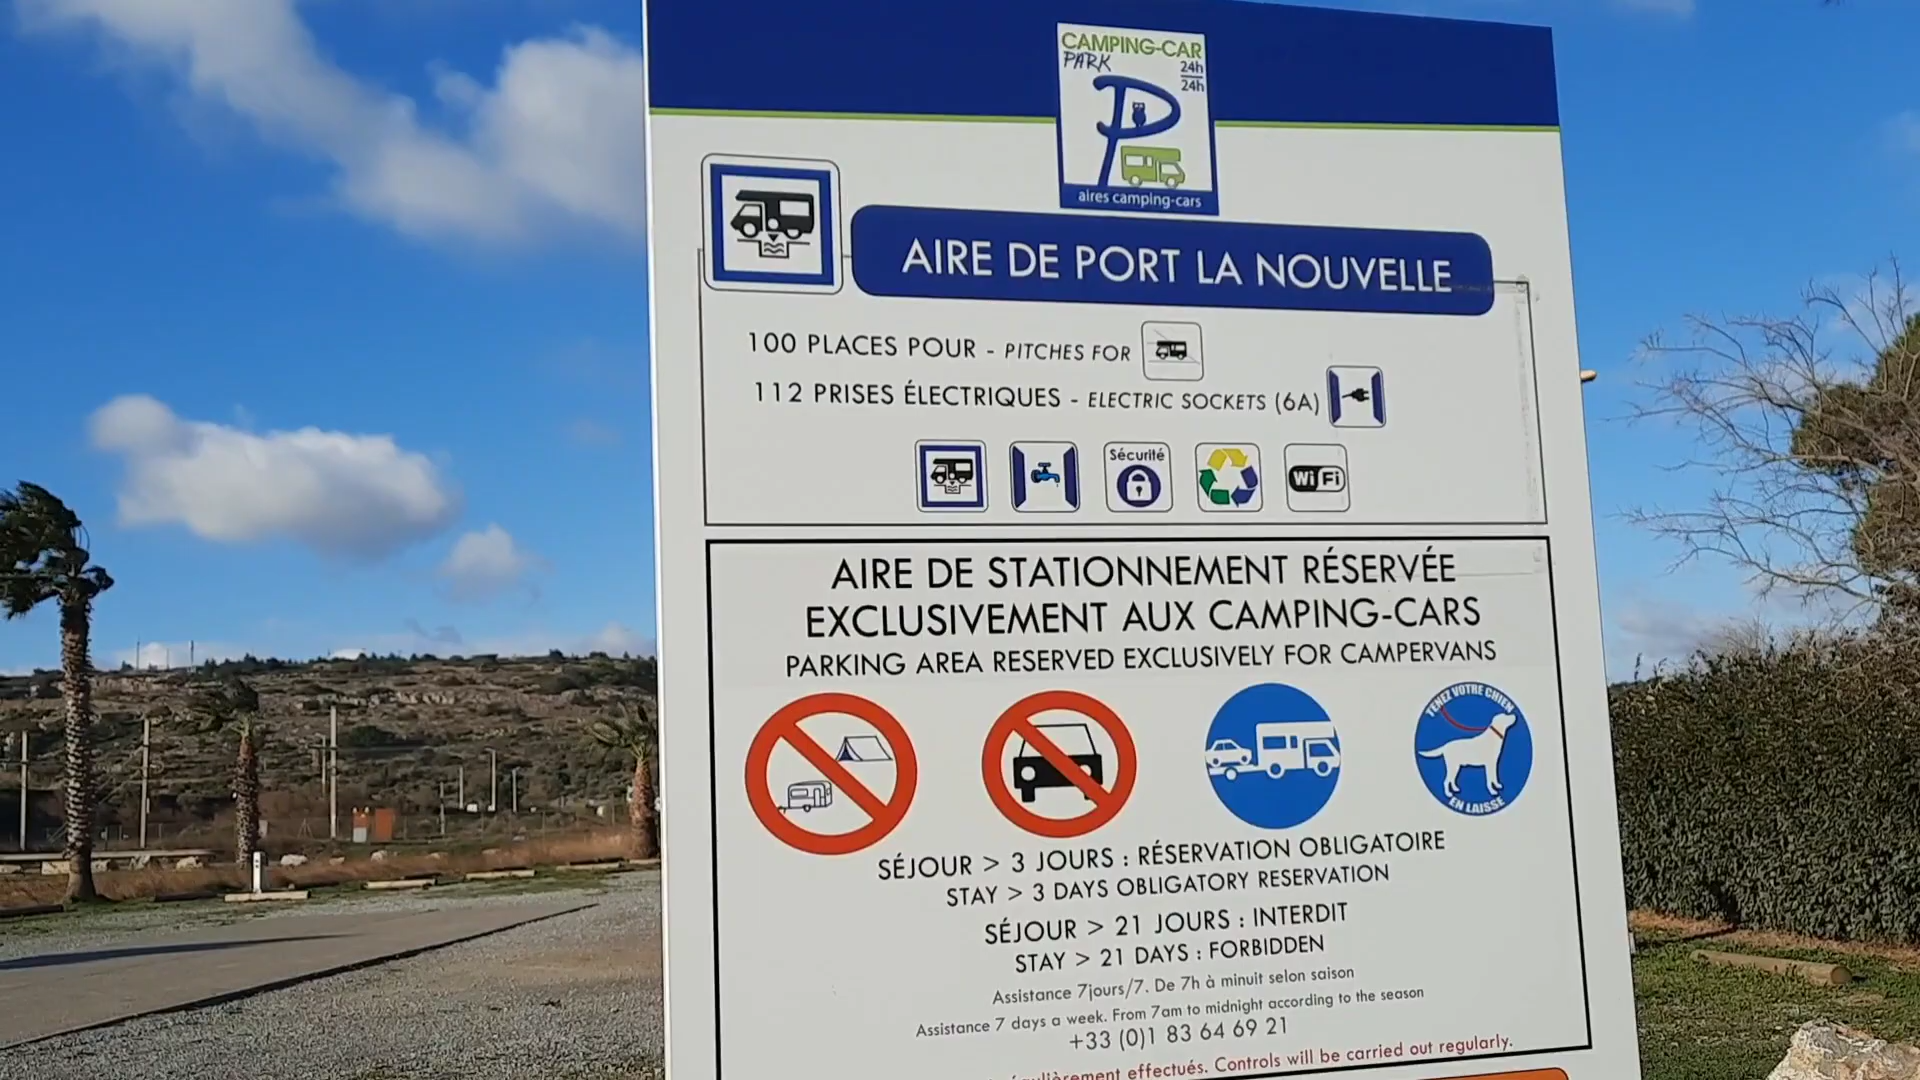 CAMPING-CAR
PARK
24h
24h
aires camping-cars
AIRE DE PORT LA NOUVELLE
100 PLACES POUR - PITCHES FOR
112 PRISES ÉLECTRIQUES - ELECTRIC SOCKETS (6A)
Sécurité
Wi Fi
AIRE DE STATIONNEMENT RÉSERVÉE
EXCLUSIVEMENT AUX CAMPING-CARS
PARKING AREA RESERVED EXCLUSIVELY FOR CAMPERVANS
TENEZ VOTRE CHIEN
EN LAISSE
SÉJOUR > 3 JOURS : RÉSERVATION OBLIGATOIRE
STAY > 3 DAYS OBLIGATORY RESERVATION
SÉJOUR > 21 JOURS : INTERDIT
STAY > 21 DAYS : FORBIDDEN
Assistance 7jours/7. De 7h à minuit selon saison
Assistance 7 days a week. From 7am to midnight according to the season
+33 (0)1 83 64 69 21
effectués. Controls will be carried out regularly.